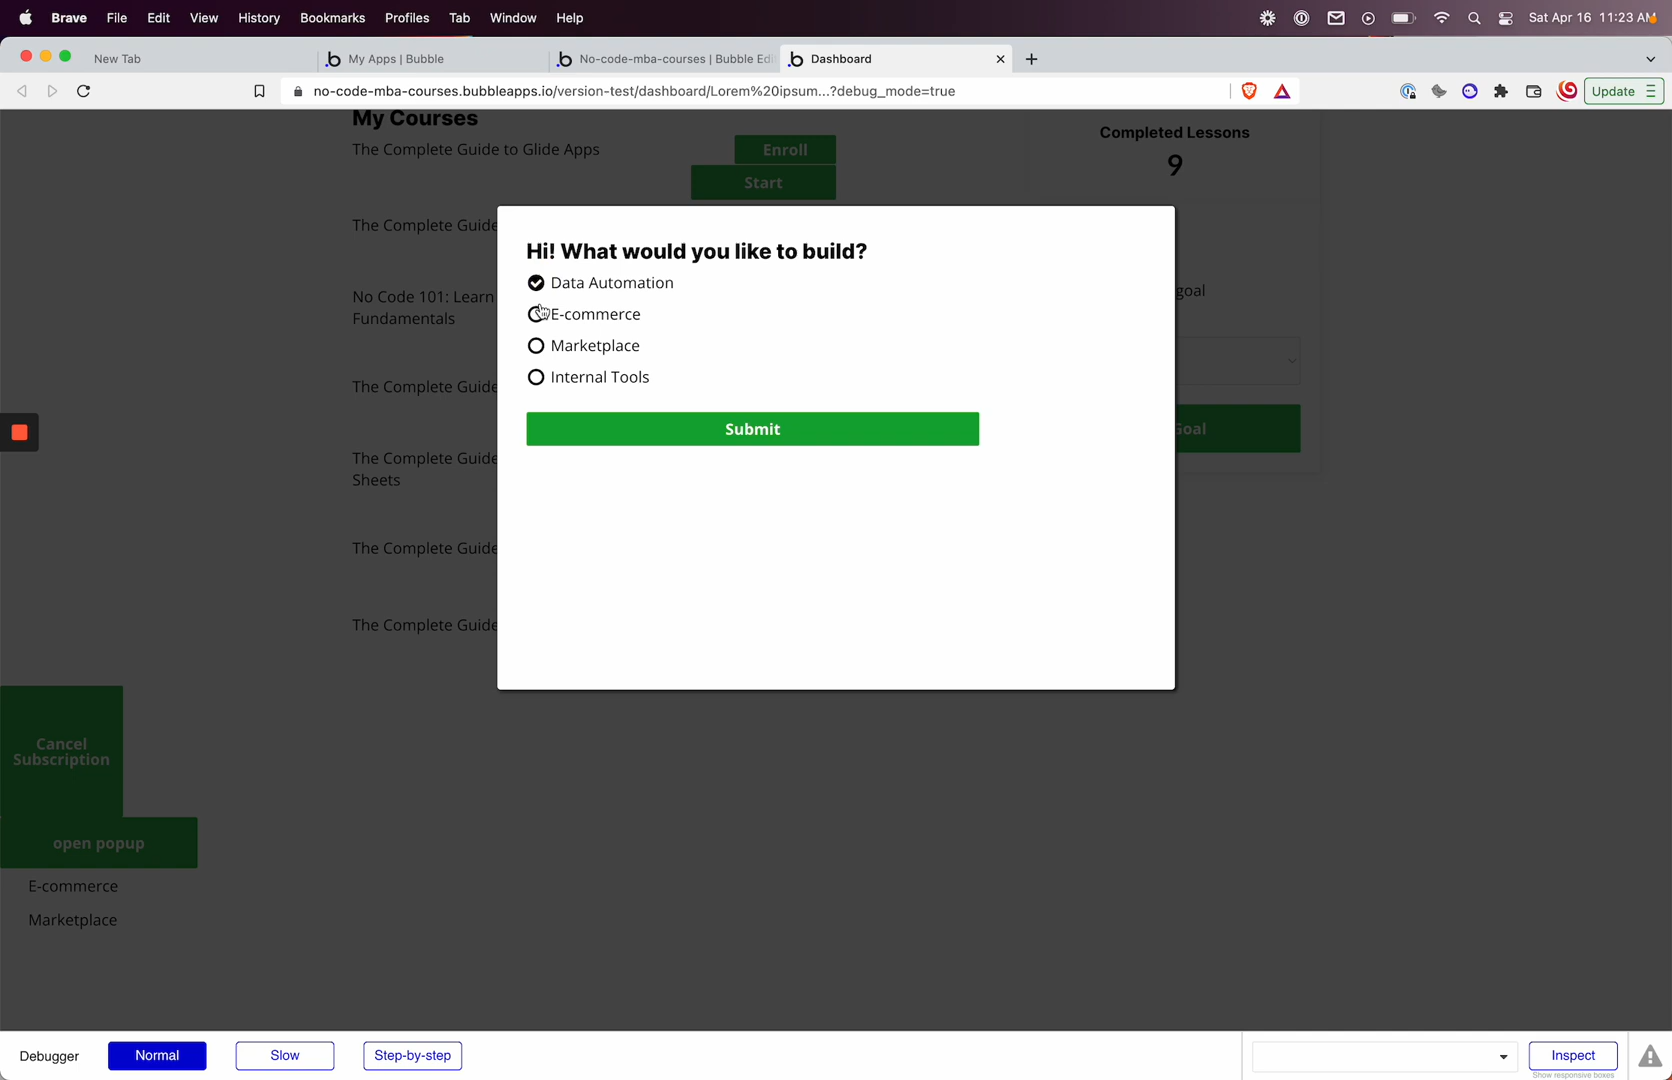 Brave File Edit View History Bookmarks Profiles Tab Window Help Sat Apr 16 11:23 AM
New Tab My Apps | Bubble No-code-mba-courses | Bubble Edi Dashboard
no-code-mba-courses.bubbleapps.io/version-test/dashboard/Lorem%20ipsum...?debug_mode=true Update
My Courses
Completed Lessons
The Complete Guide to Glide Apps Enroll
9
Start
The Complete Guide
Hi! What would you like to build?
Data Automation
goal
No Code 101: Learn
E-commerce
Fundamentals
Marketplace
Internal Tools
The Complete Guide
Submit
Goal
The Complete Guide
Sheets
The Complete Guide
The Complete Guide
Cancel
Subscription
open popup
E-commerce
Marketplace
Debugger Normal Slow Step-by-step Inspect
Show responsive boxes